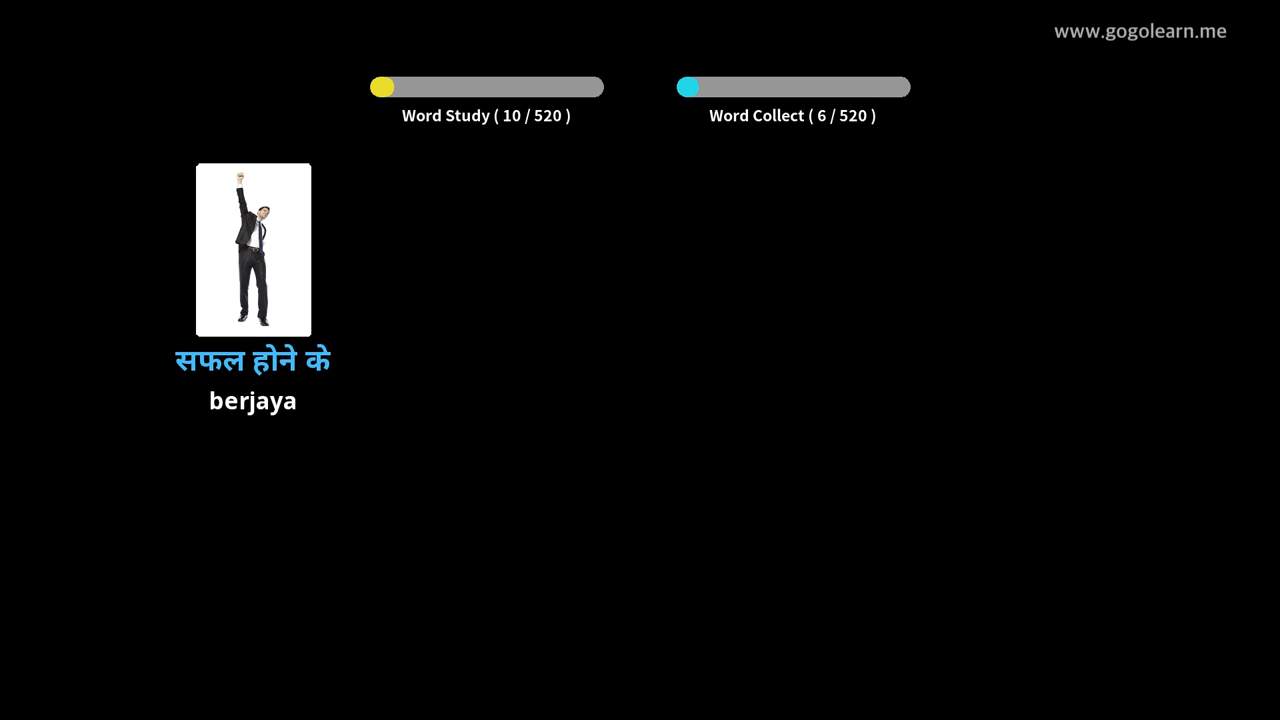 www.gogolearn.me
Word Study ( 10 / 520 )
Word Collect ( 6 / 520 )
सफल होने के
berjaya